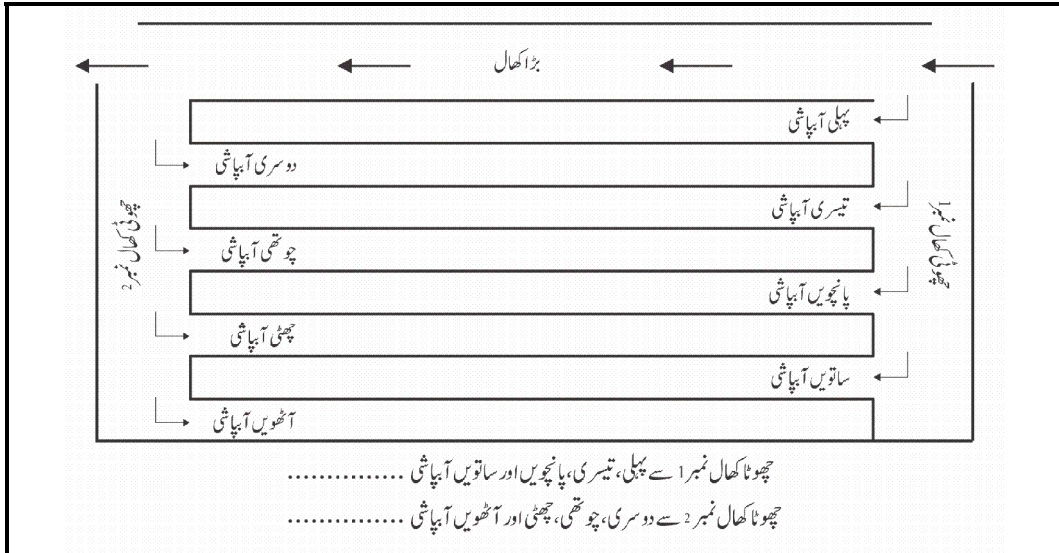 بڑا کھال
پہلی آبپاشی
دوسری آبپاشی
تیسری آبپاشی
چوتھی آبپاشی
پانچویں آبپاشی
چھٹی آبپاشی
ساتویں آبپاشی
آٹھویں آبپاشی
چھوٹی کھال نمبر 1
چھوٹی کھال نمبر 2
چھوٹا کھال نمبر 1 سے پہلی، تیسری، پانچویں اور ساتویں آبپاشی ...............
چھوٹا کھال نمبر 2 سے دوسری، چوتھی، چھٹی اور آٹھویں آبپاشی ...............